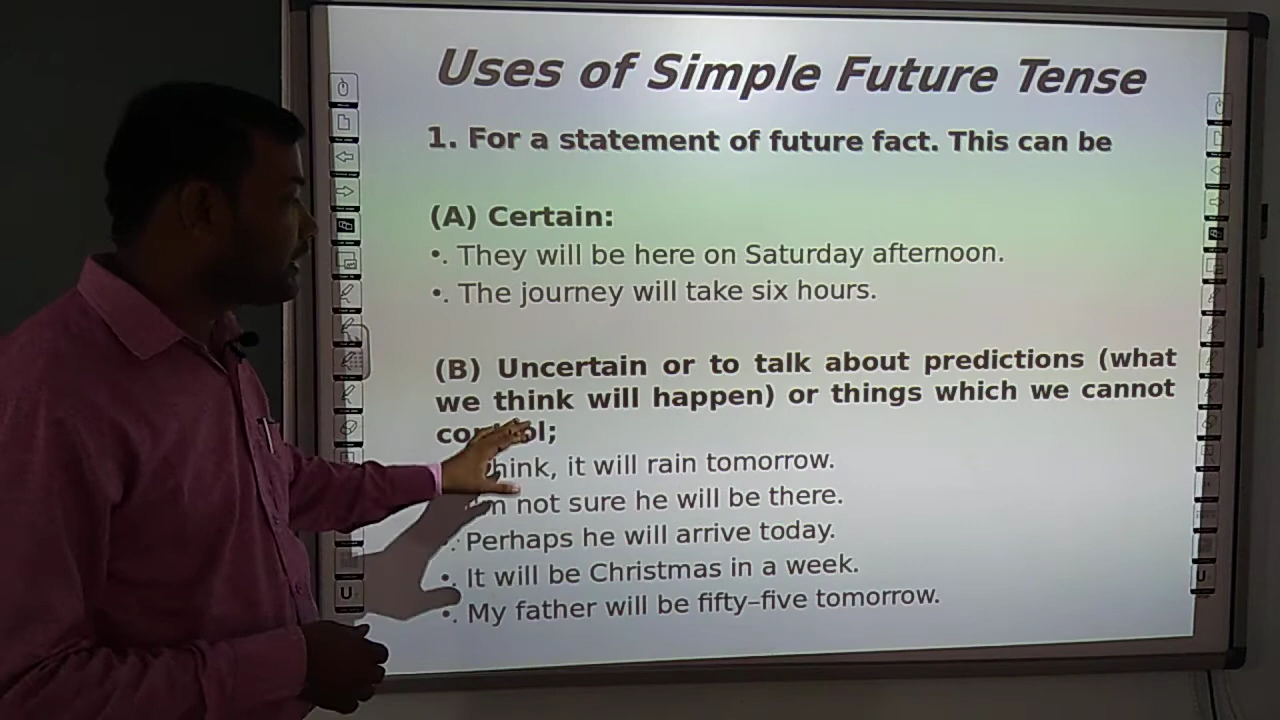 Uses of Simple Future Tense
1. For a statement of future fact. This can be
(A) Certain:
•. They will be here on Saturday afternoon.
•. The journey will take six hours.
(B) Uncertain or to talk about predictions (what
we think will happen) or things which we cannot
control;
think, it will rain tomorrow.
not sure he will be there.
•. Perhaps he will arrive today.
•. It will be Christmas in a week.
•. My father will be fifty–five tomorrow.